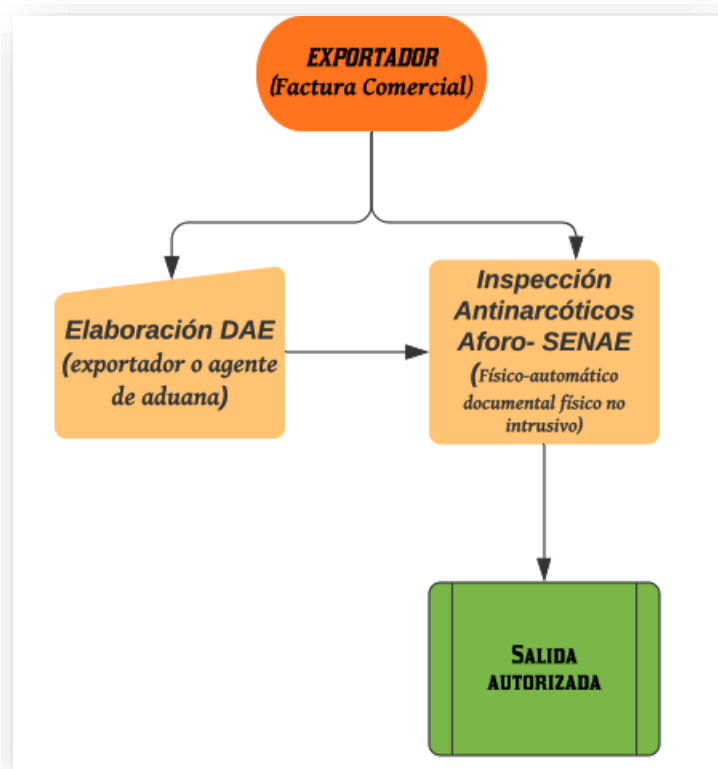 EXPORTADOR
(Factura Comercial)
Elaboración DAE
(exportador o agente
de aduana)
Inspección
Antinarcóticos
Aforo- SENAE
(Físico-automático
documental físico no
intrusivo)
SALIDA
AUTORIZADA